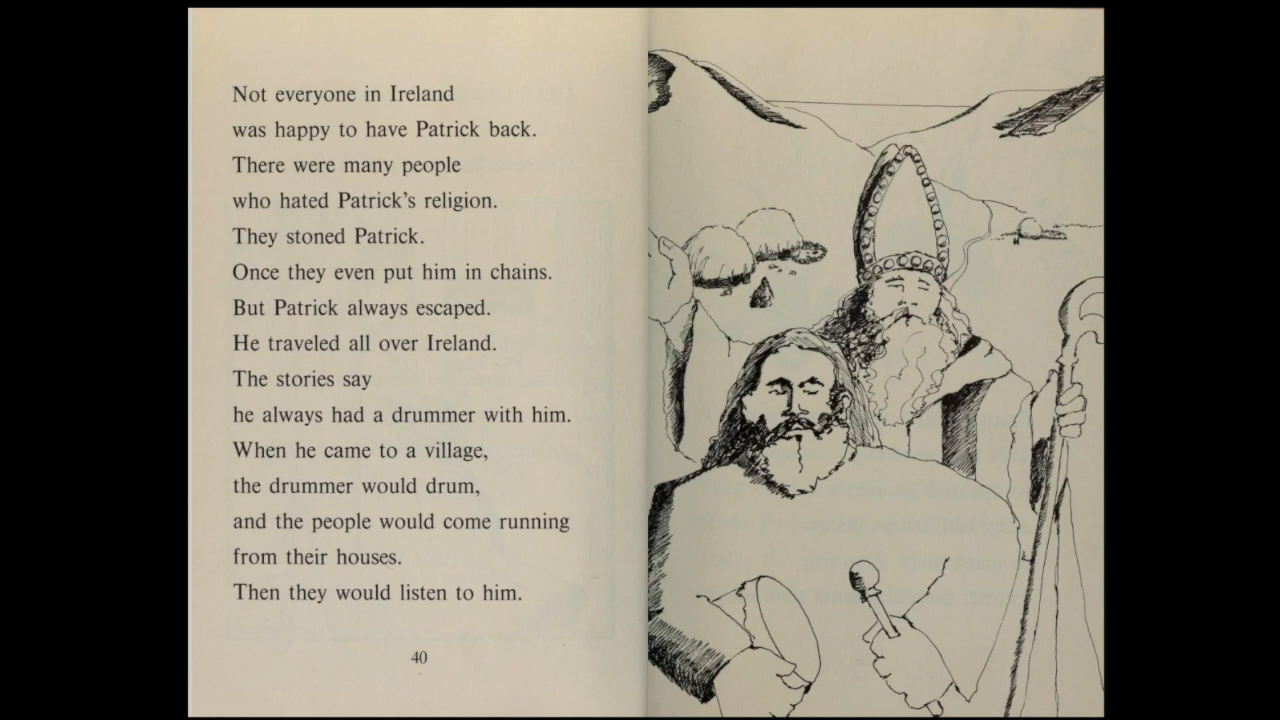 Not everyone in Ireland
was happy to have Patrick back.
There were many people
who hated Patrick's religion.
They stoned Patrick.
Once they even put him in chains.
But Patrick always escaped.
He traveled all over Ireland.
The stories say
he always had a drummer with him.
When he came to a village,
the drummer would drum,
and the people would come running
from their houses.
Then they would listen to him.
40